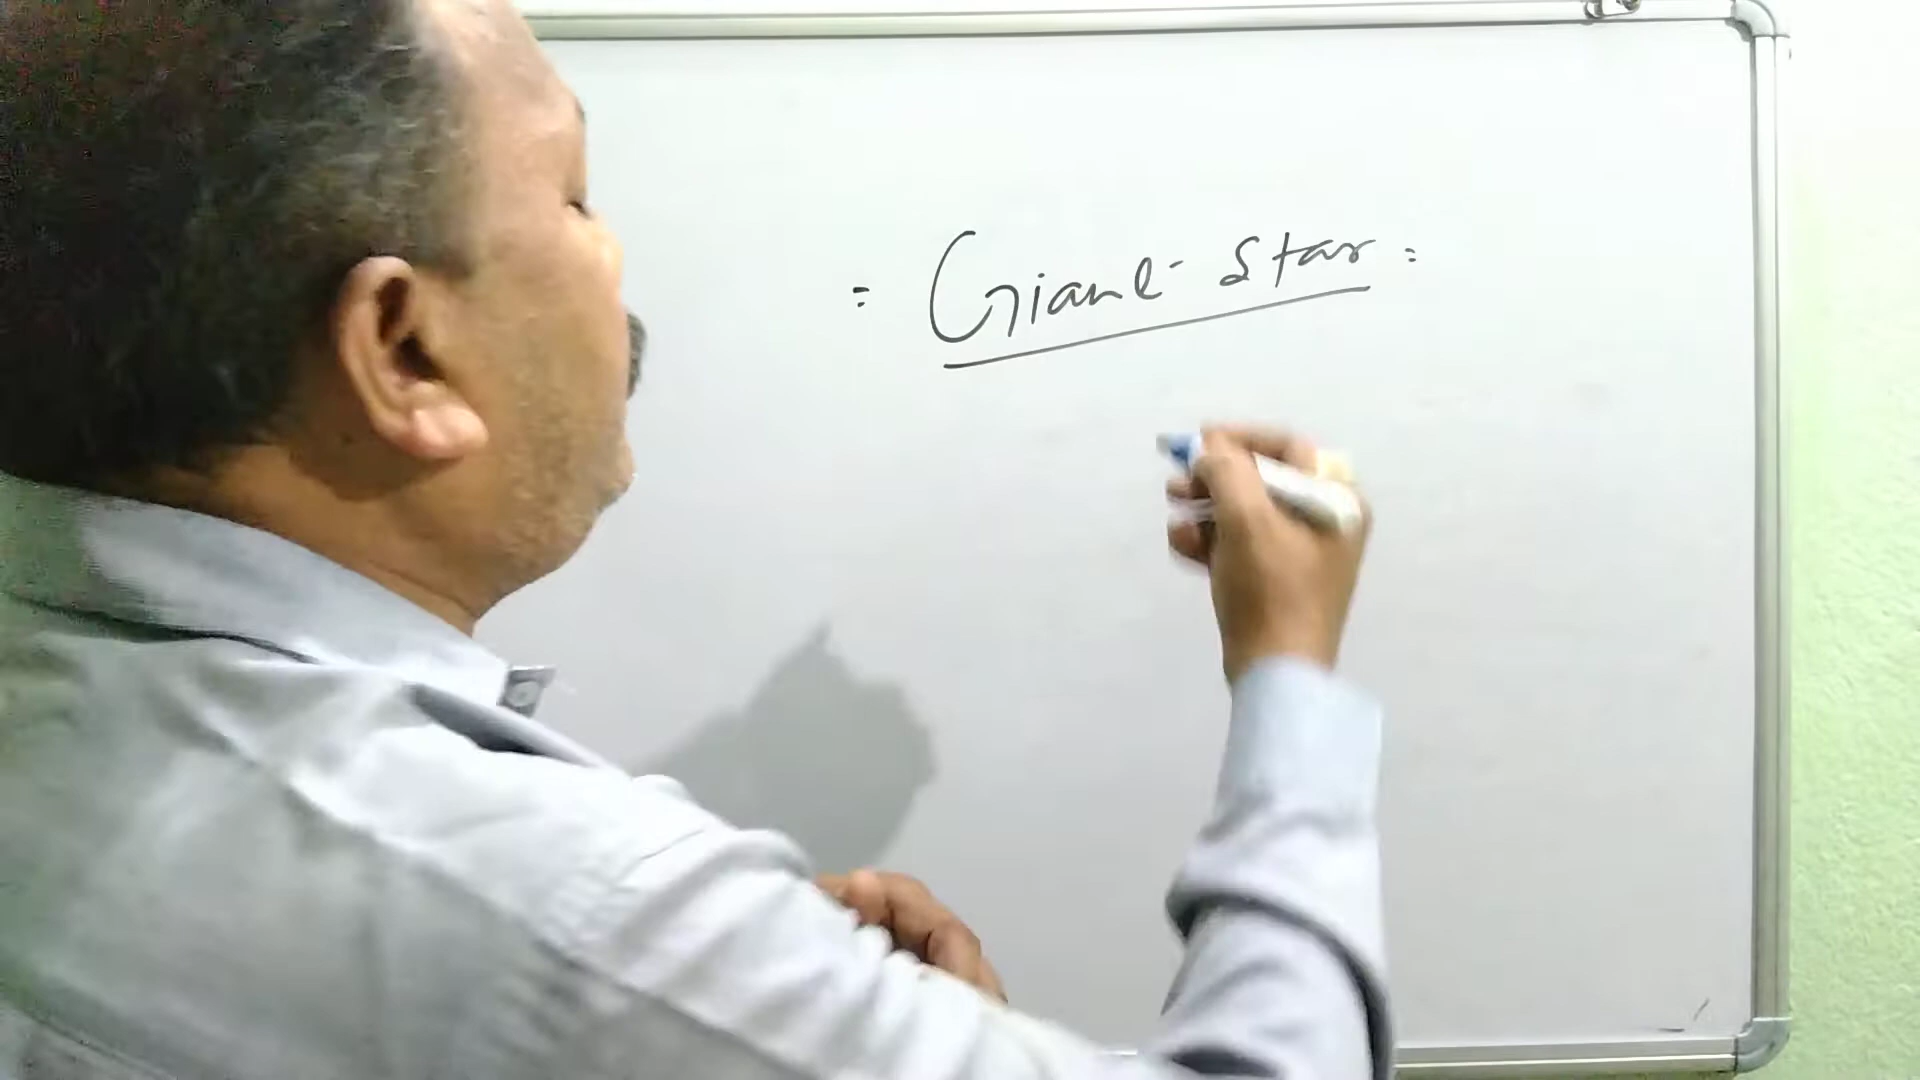 = Giant Star =